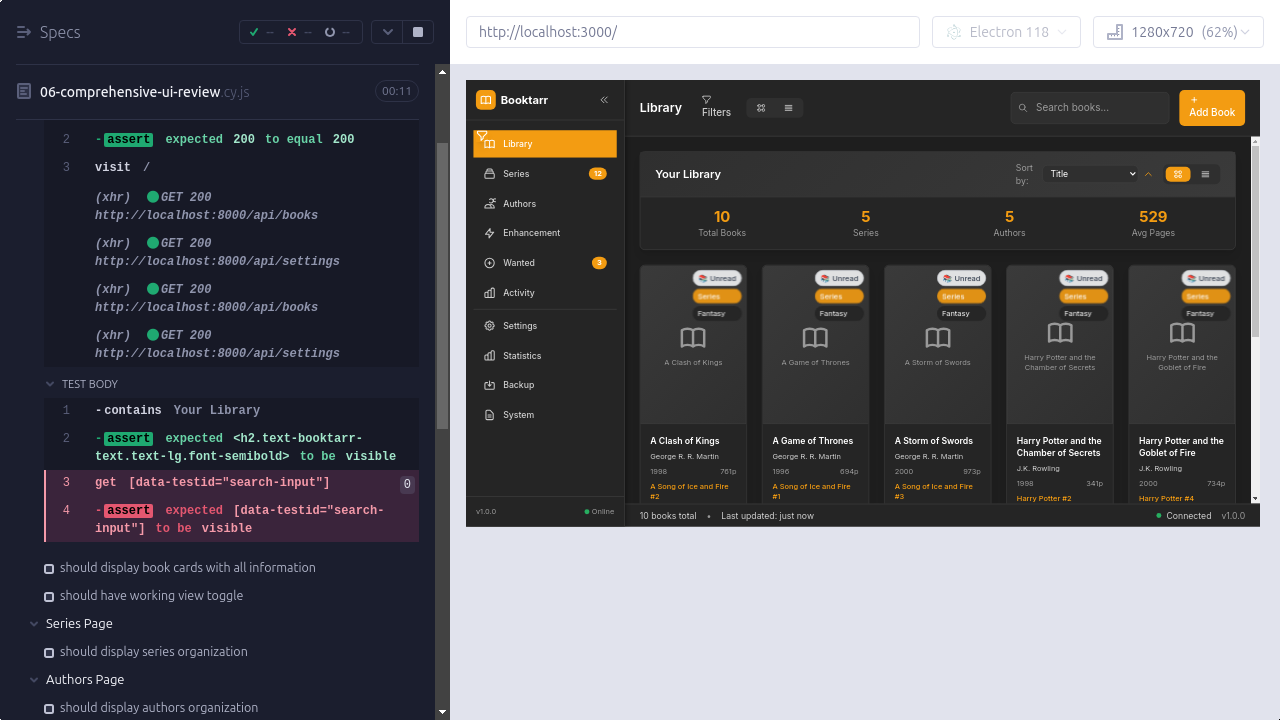 Specs
--
--
--
06-comprehensive-ui-review.cy.js
00:11
2 -assert expected 200 to equal 200
3 visit /
(xhr) GET 200
http://localhost:8000/api/books
(xhr) GET 200
http://localhost:8000/api/settings
(xhr) GET 200
http://localhost:8000/api/books
(xhr) GET 200
http://localhost:8000/api/settings
TEST BODY
1 -contains Your Library
2 -assert expected <h2.text-booktarr-
text.text-lg.font-semibold> to be visible
3 get [data-testid="search-input"] 0
4 -assert expected [data-testid="search-
input"] to be visible
should display book cards with all information
should have working view toggle
Series Page
should display series organization
Authors Page
should display authors organization
http://localhost:3000/
Electron 118
1280x720 (62%)
Booktarr
Library
Series 12
Authors
Enhancement
Wanted 3
Activity
Settings
Statistics
Backup
System
v1.0.0
Online
Library
Filters
Search books...
+
Add Book
Your Library
Sort
by:
Title
10
Total Books
5
Series
5
Authors
529
Avg Pages
Unread
Series
Fantasy
A Clash of Kings
A Clash of Kings
George R. R. Martin
1998 761p
A Song of Ice and Fire
#2
Unread
Series
Fantasy
A Game of Thrones
A Game of Thrones
George R. R. Martin
1996 694p
A Song of Ice and Fire
#1
Unread
Series
Fantasy
A Storm of Swords
A Storm of Swords
George R. R. Martin
2000 973p
A Song of Ice and Fire
#3
Unread
Series
Fantasy
Harry Potter and the
Chamber of Secrets
Harry Potter and the
Chamber of Secrets
J.K. Rowling
1998 341p
Harry Potter #2
Unread
Series
Fantasy
Harry Potter and the
Goblet of Fire
Harry Potter and the
Goblet of Fire
J.K. Rowling
2000 734p
Harry Potter #4
10 books total • Last updated: just now
Connected v1.0.0